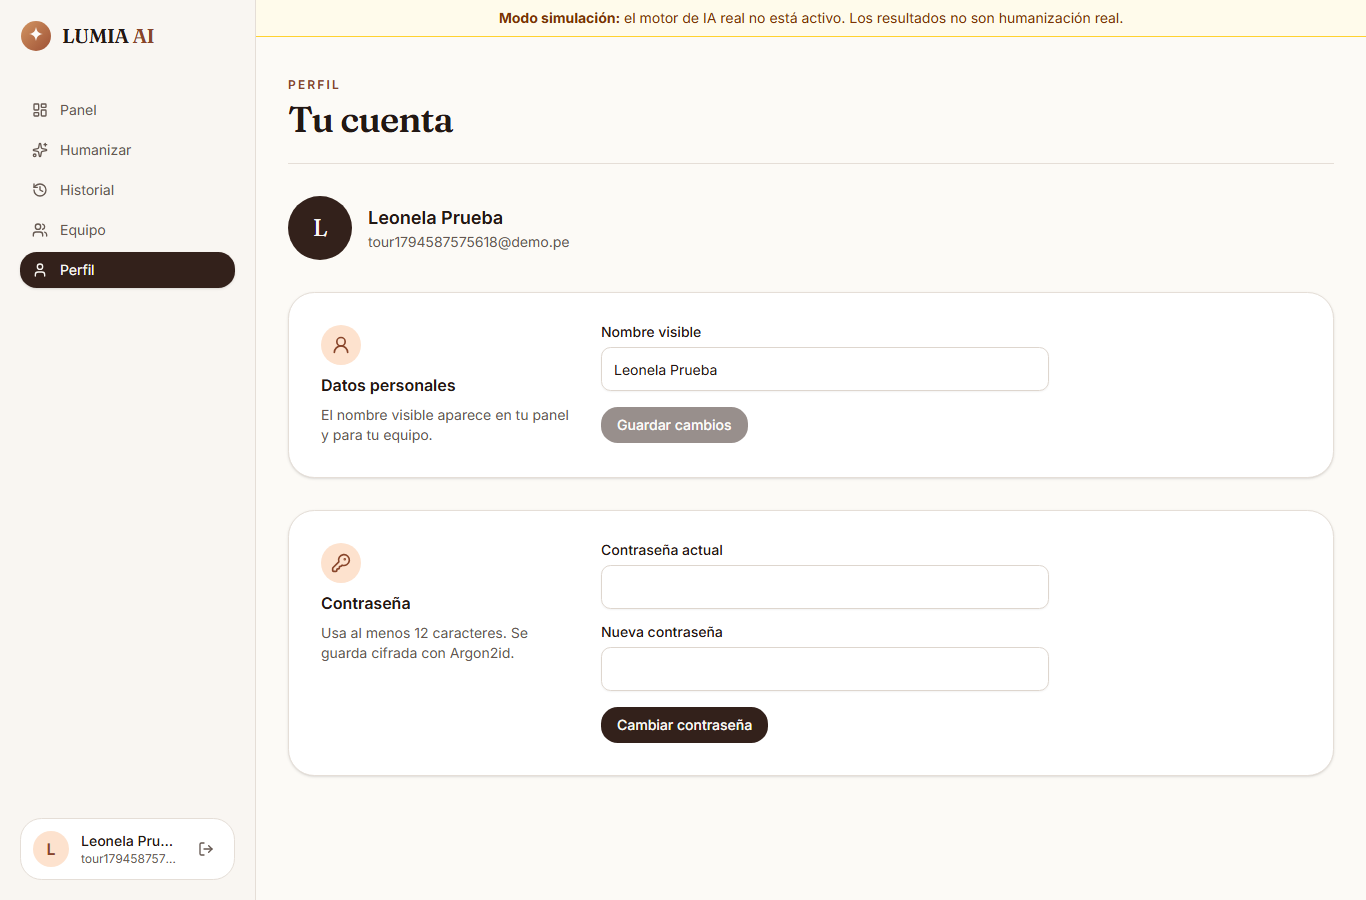 LUMIA AI
Modo simulación: el motor de IA real no está activo. Los resultados no son humanización real.
Panel
Humanizar
Historial
Equipo
Perfil
PERFIL
Tu cuenta
L
Leonela Prueba
tour1794587575618@demo.pe
Datos personales
El nombre visible aparece en tu panel
y para tu equipo.
Nombre visible
Leonela Prueba
Guardar cambios
Contraseña
Usa al menos 12 caracteres. Se
guarda cifrada con Argon2id.
Contraseña actual
Nueva contraseña
Cambiar contraseña
L
Leonela Pru...
tour179458757...